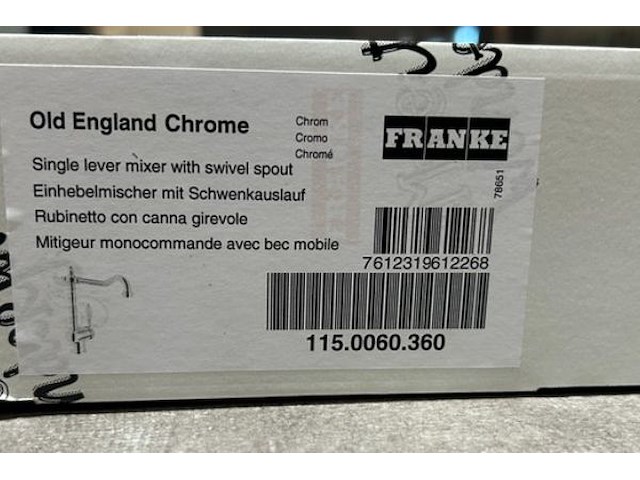 Old England Chrome
Chrom
Cromo
Chromé
FRANKE
Single lever mixer with swivel spout
Einhebelmischer mit Schwenkauslauf
Rubinetto con canna girevole
Mitigeur monocommande avec bec mobile
78651
7612319612268
115.0060.360